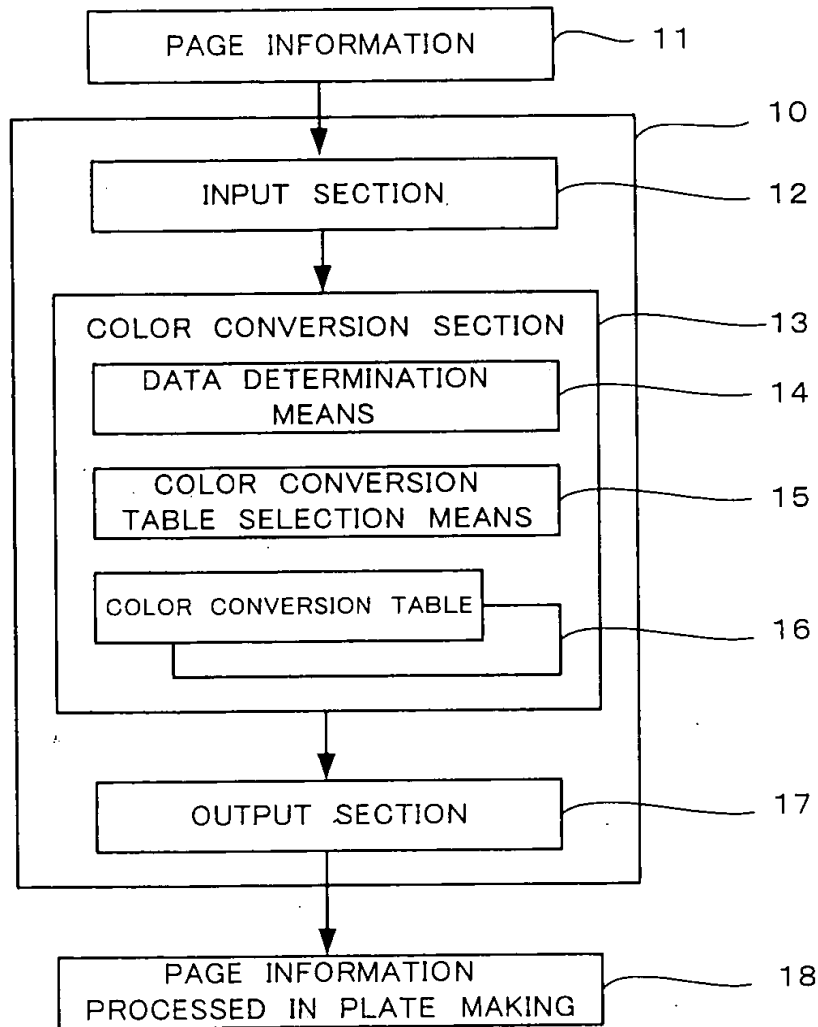 PAGE INFORMATION
11
10
INPUT SECTION
12
COLOR CONVERSION SECTION
13
DATA DETERMINATION
MEANS
14
COLOR CONVERSION
TABLE SELECTION MEANS
15
COLOR CONVERSION TABLE
16
OUTPUT SECTION
17
PAGE INFORMATION
PROCESSED IN PLATE MAKING
18